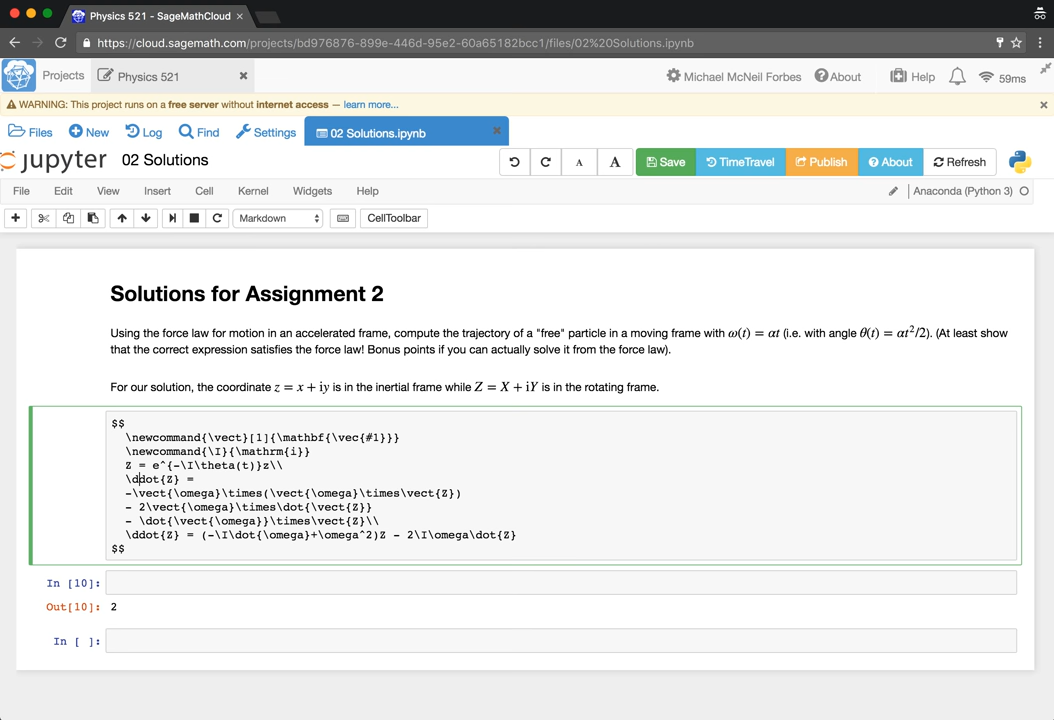 Physics 521 - SageMathCloud ×
https://cloud.sagemath.com/projects/bd976876-899e-446d-95e2-60a65182bcc1/files/02%20Solutions.ipynb
Projects Physics 521 × Michael McNeil Forbes About Help 59ms
WARNING: This project runs on a free server without internet access — learn more... ×
Files New Log Find Settings 02 Solutions.ipynb ×
jupyter 02 Solutions A A Save TimeTravel Publish About Refresh
File Edit View Insert Cell Kernel Widgets Help Anaconda (Python 3)
Markdown CellToolbar
Solutions for Assignment 2
Using the force law for motion in an accelerated frame, compute the trajectory of a "free" particle in a moving frame with ω(t) = αt (i.e. with angle θ(t) = αt²/2). (At least show
that the correct expression satisfies the force law! Bonus points if you can actually solve it from the force law).
For our solution, the coordinate z = x + iy is in the inertial frame while Z = X + iY is in the rotating frame.
$$
\newcommand{\vect}[1]{\mathbf{\vec{#1}}}
\newcommand{\I}{\mathrm{i}}
Z = e^{-\I\theta(t)}z\\
\ddot{Z} =
-\vect{\omega}\times(\vect{\omega}\times\vect{Z})
- 2\vect{\omega}\times\dot{\vect{Z}}
- \dot{\vect{\omega}}\times\vect{Z}\\
\ddot{Z} = (-\I\dot{\omega}+\omega^2)Z - 2\I\omega\dot{Z}
$$
In [10]:
Out[10]: 2
In [ ]: